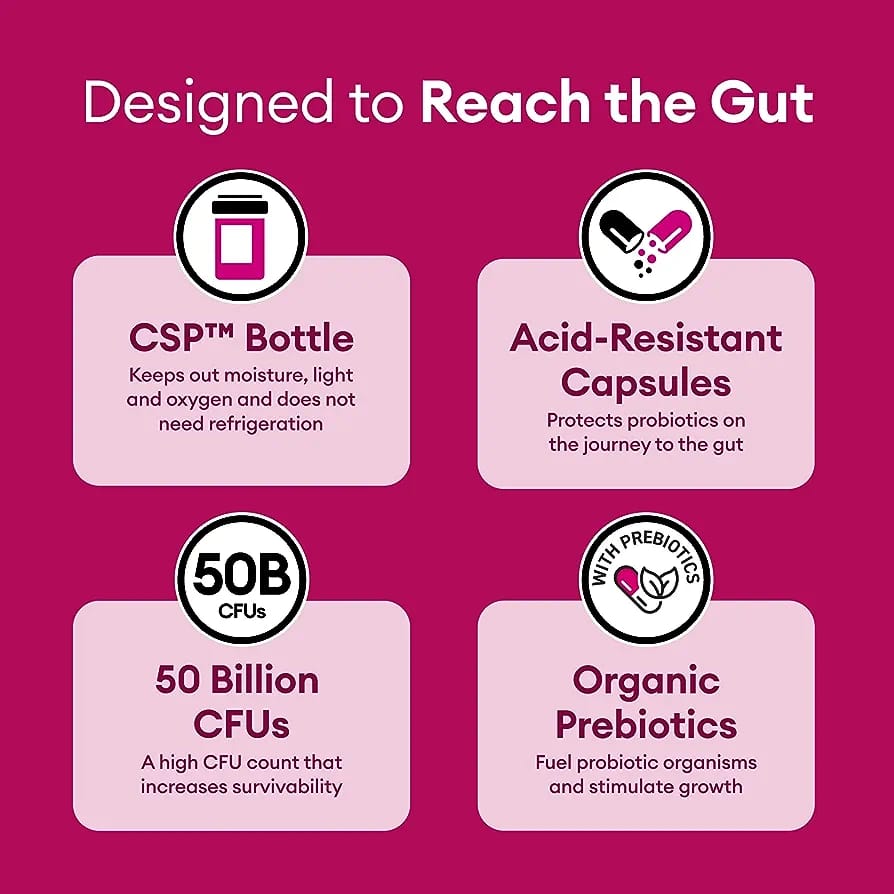 Designed to Reach the Gut
CSP™ Bottle
Keeps out moisture, light
and oxygen and does not
need refrigeration
Acid-Resistant
Capsules
Protects probiotics on
the journey to the gut
50B
CFUs
50 Billion
CFUs
A high CFU count that
increases survivability
WITH PREBIOTICS
Organic
Prebiotics
Fuel probiotic organisms
and stimulate growth